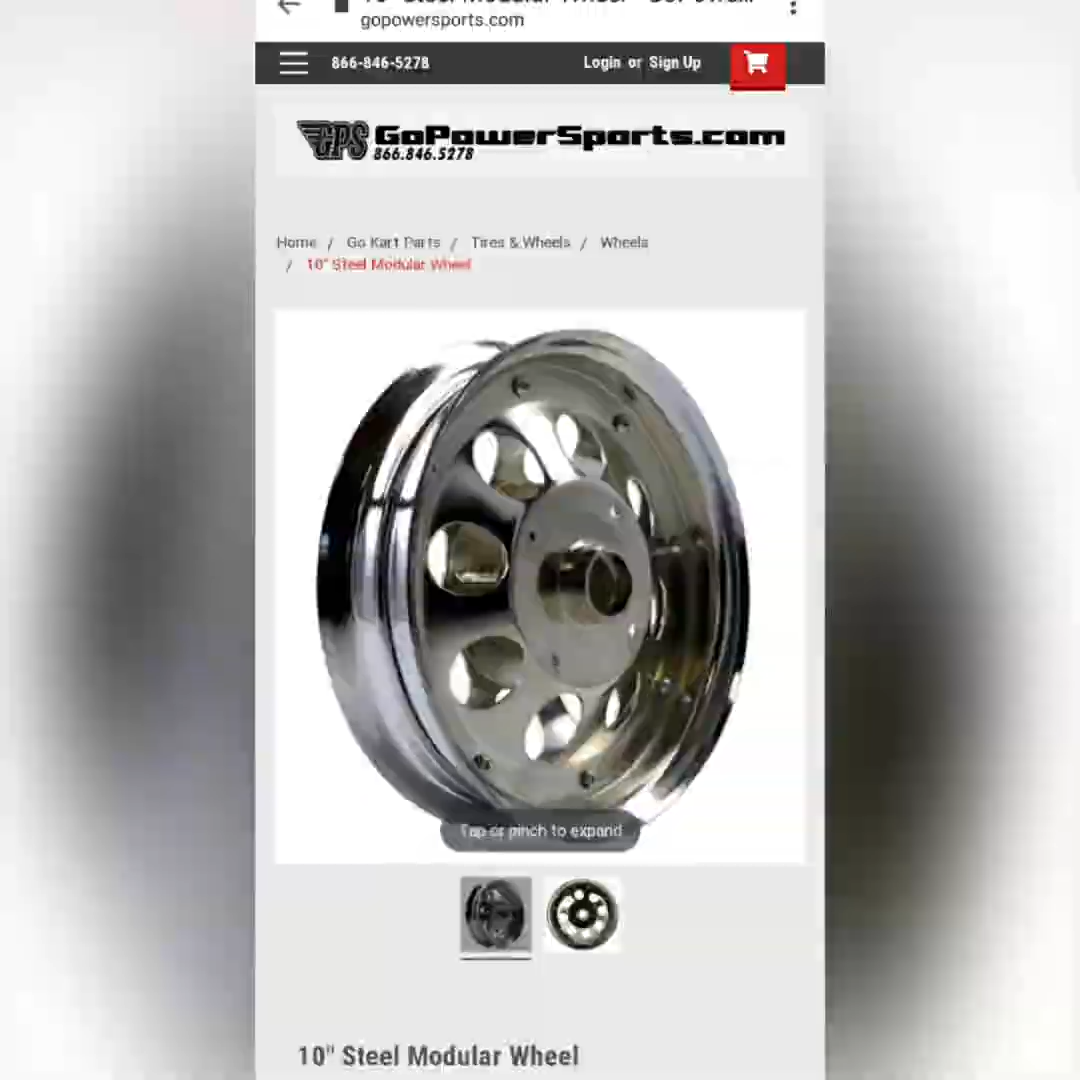 gopowersports.com
866-846-5278
Login or Sign Up
GPS GoPowerSports.com
866.846.5278
Home / Go Kart Parts / Tires & Wheels / Wheels
/ 10" Steel Modular Wheel
Tap or pinch to expand
10" Steel Modular Wheel